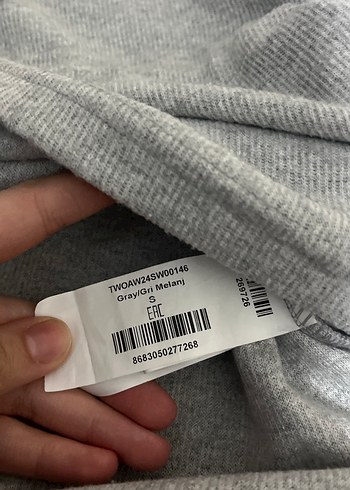 TWOAW24SW00146
Gray/Gri Melanj
S
EAC
8683050277268
269726